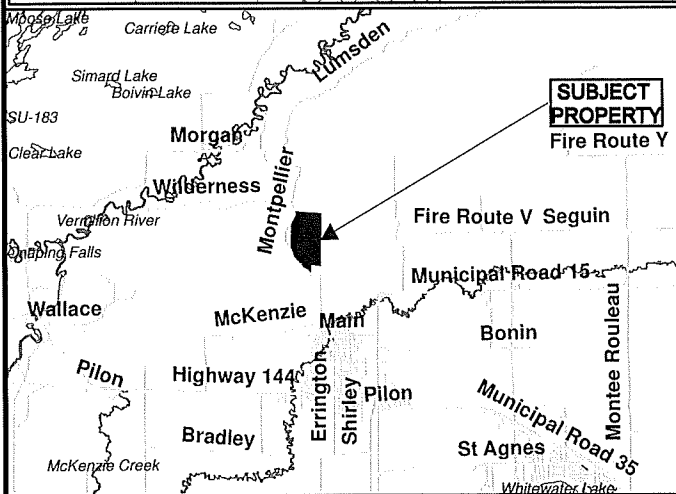 Moose Lake
Carriere Lake
Lumsden
Simard Lake
Boivin Lake
SUBJECT
PROPERTY
SU-183
Morgan
Fire Route Y
Clear Lake
Wilderness
Montpellier
Vermilion River
Fire Route V Seguin
Onaping Falls
Municipal Road 15
Wallace
McKenzie
Main
Bonin
Montee Rouleau
Pilon
Highway 144
Errington
Shirley
Pilon
Bradley
Municipal Road 35
St Agnes
McKenzie Creek
Whitewater Lake